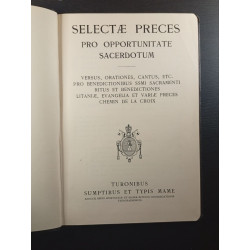 SELECTÆ PRECES
PRO OPPORTUNITATE
SACERDOTUM
VERSUS, ORATIONES, CANTUS, ETC.
PRO BENEDICTIONIBUS SSMI SACRAMENTI
RITUS ET BENEDICTIONES
LITANIÆ, EVANGELIA ET VARIÆ PRECES
CHEMIN DE LA CROIX
TURONIBUS
SUMPTIBUS ET TYPIS MAME